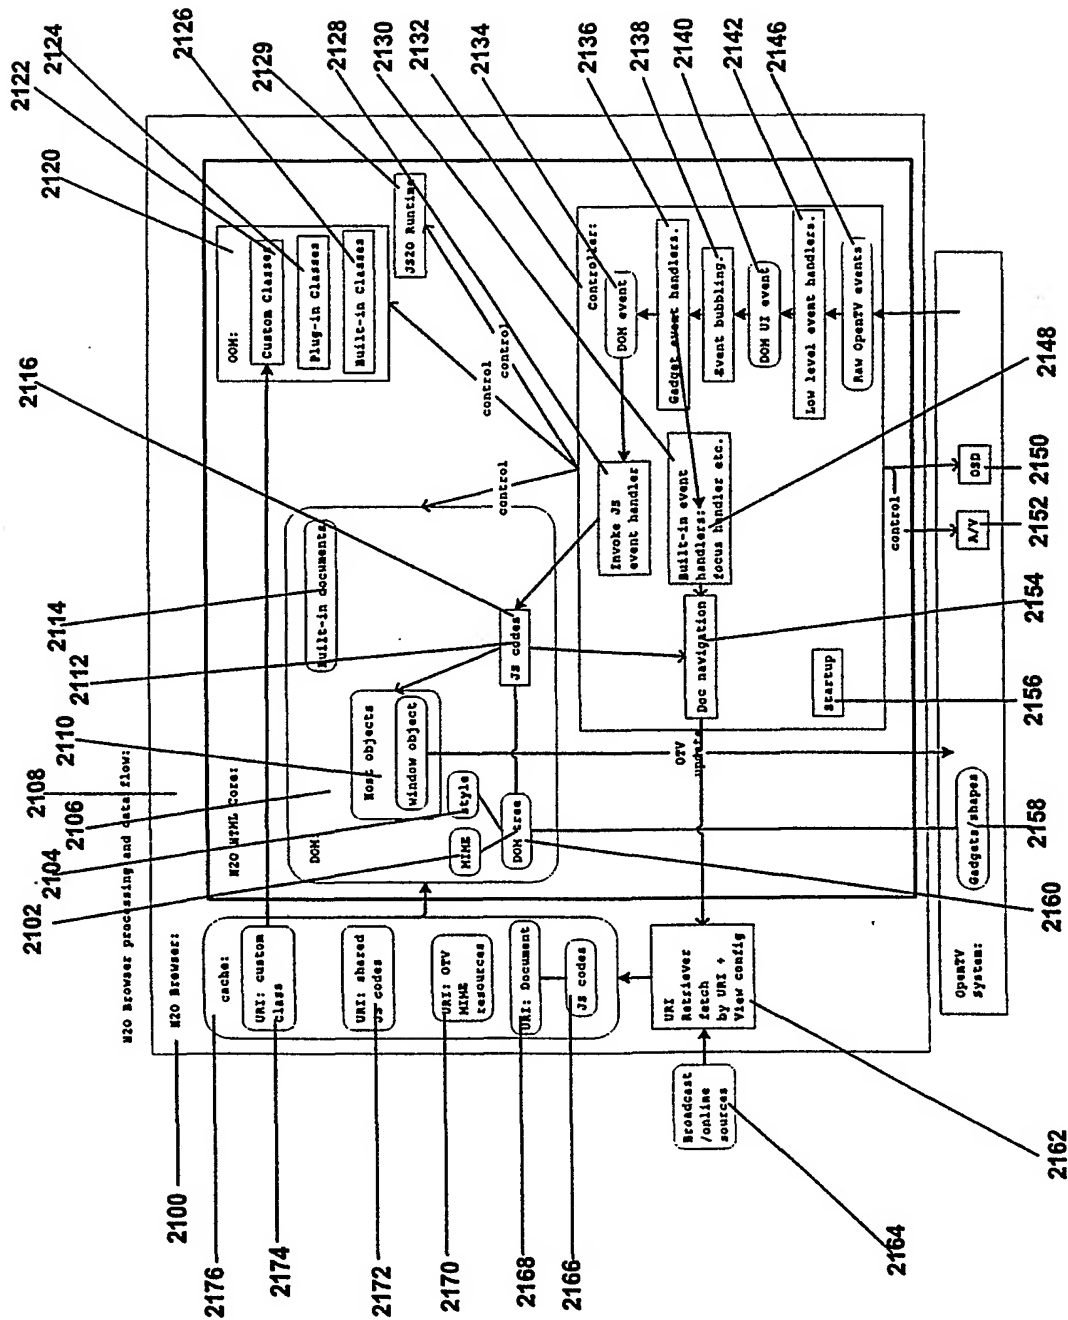 H2O Browser processing and data flow:
H2O Browser:
cache:
URI: custom
class
URI: shared
JS codes
URI: OTV
MIME
resources
URI: Document
JS codes
URI
Retriever
fetch
by URI +
View config
Broadcast
/online
sources
H2O HTML Core:
DOM:
MIME
style
DOM tree
Host objects
window object
JS codes
Built-in documents
OOM:
Custom Classes
Plug-in Classes
Built-in Classes
JS2O Runtime
control
control
control
Controller:
DOM event
Gadget event handlers.
Event bubbling.
DOM UI event
Low level event handlers.
Raw OpenTV events
Invoke JS
event handler
Built-in event
handlers:
focus handler etc.
Doc navigation
Startup
OTV
update
control
OpenTV
System:
Gadgets/shapes
A/V
OSD
2100
2102
2104
2106
2108
2110
2112
2114
2116
2120
2122
2124
2126
2129
2128
2130
2132
2134
2136
2138
2140
2142
2146
2148
2150
2152
2154
2156
2158
2160
2162
2164
2166
2168
2170
2172
2174
2176